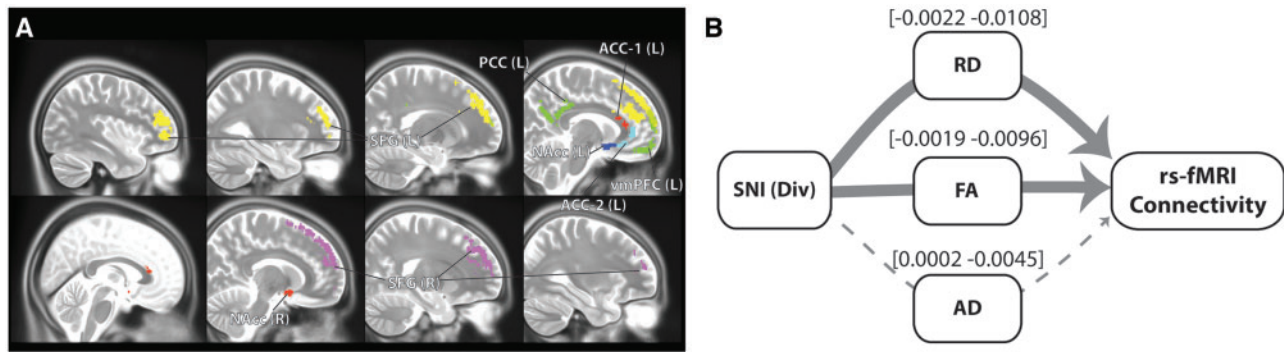 A
ACC-1 (L)
PCC (L)
SFG (L)
NAcc (L)
vmPFC (L)
ACC-2 (L)
SFG (R)
NAcc (R)
B
[-0.0022 -0.0108]
RD
[-0.0019 -0.0096]
SNI (Div)
FA
rs-fMRI
Connectivity
[0.0002 -0.0045]
AD